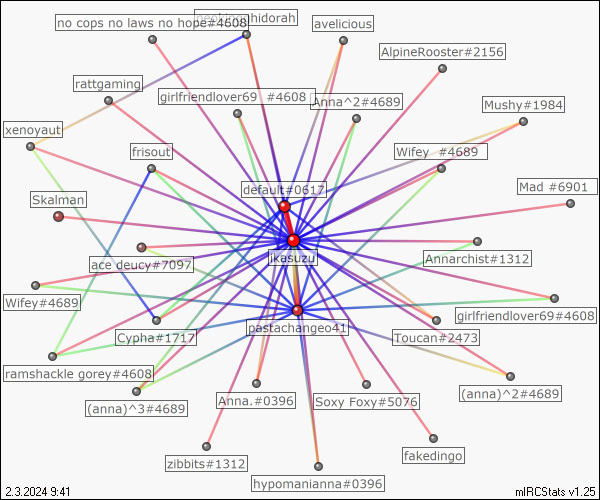 no cops no laws no hope#4608
hidorah
avelicious
AlpineRooster#2156
rattgaming
girlfriendlover69 #4608
Anna^2#4689
Mushy#1984
xenoyaut
frisout
Wifey #4689
default#0617
Mad #6901
Skalman
ikasuzu
ace deucy#7097
Annarchist#1312
Wifey#4689
girlfriendlover69#4608
Cypha#1717
pastachangeo41
Toucan#2473
ramshackle gorey#4608
(anna)^3#4689
Anna.#0396
Soxy Foxy#5076
(anna)^2#4689
fakedingo
zibbits#1312
hypomanianna#0396
2.3.2024 9:41
mIRCStats v1.25